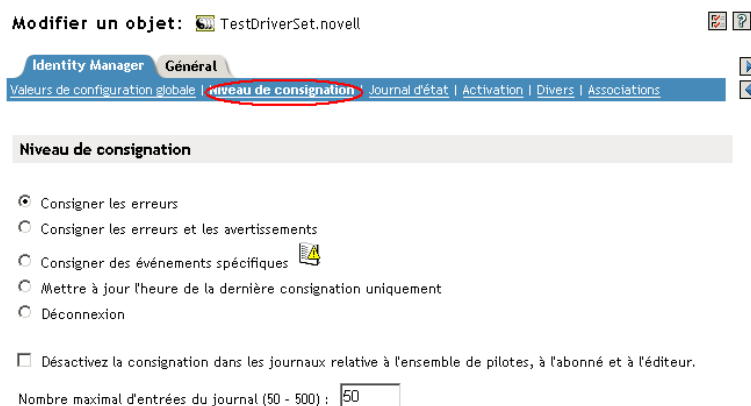 Modifier un objet: TestDriverSet.novell
Identity Manager Général
Valeurs de configuration globale | Niveau de consignation | Journal d'état | Activation | Divers | Associations
Niveau de consignation
Consigner les erreurs
Consigner les erreurs et les avertissements
Consigner des événements spécifiques
Mettre à jour l'heure de la dernière consignation uniquement
Déconnexion
Désactivez la consignation dans les journaux relative à l'ensemble de pilotes, à l'abonné et à l'éditeur.
Nombre maximal d'entrées du journal (50 - 500) : 50